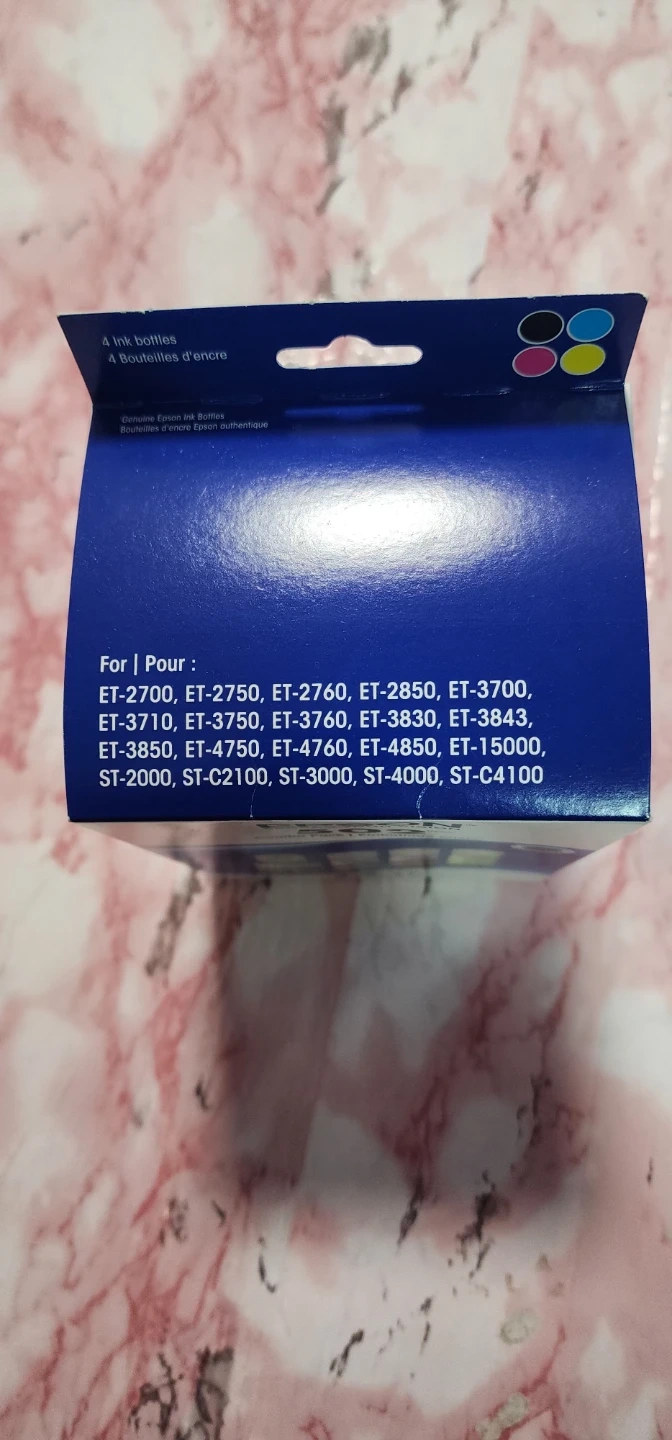 4 Ink bottles
4 Bouteilles d'encre
Genuine Epson Ink Bottles
Bouteilles d'encre Epson authentique
For | Pour :
ET-2700, ET-2750, ET-2760, ET-2850, ET-3700,
ET-3710, ET-3750, ET-3760, ET-3830, ET-3843,
ET-3850, ET-4750, ET-4760, ET-4850, ET-15000,
ST-2000, ST-C2100, ST-3000, ST-4000, ST-C4100
EPSON
502